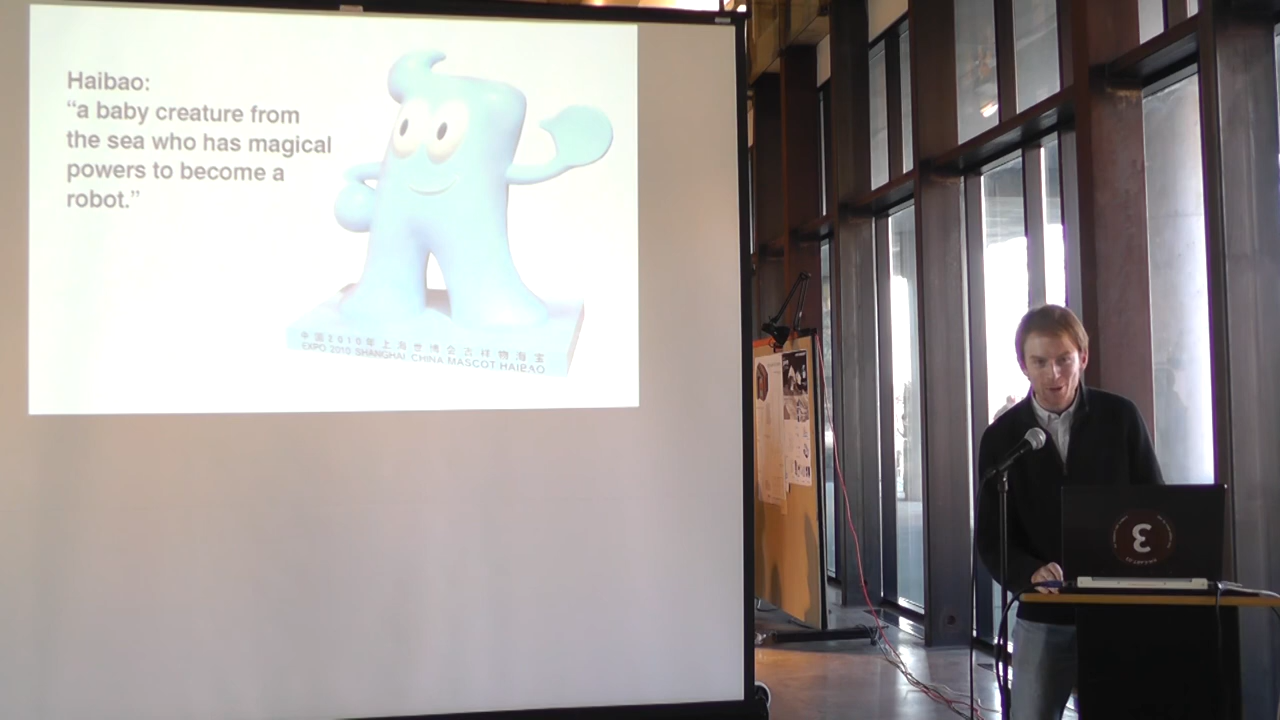 Haibao:
“a baby creature from
the sea who has magical
powers to become a
robot.”
中国2010年上海世博会吉祥物海宝
EXPO 2010 SHANGHAI CHINA MASCOT HAIBAO